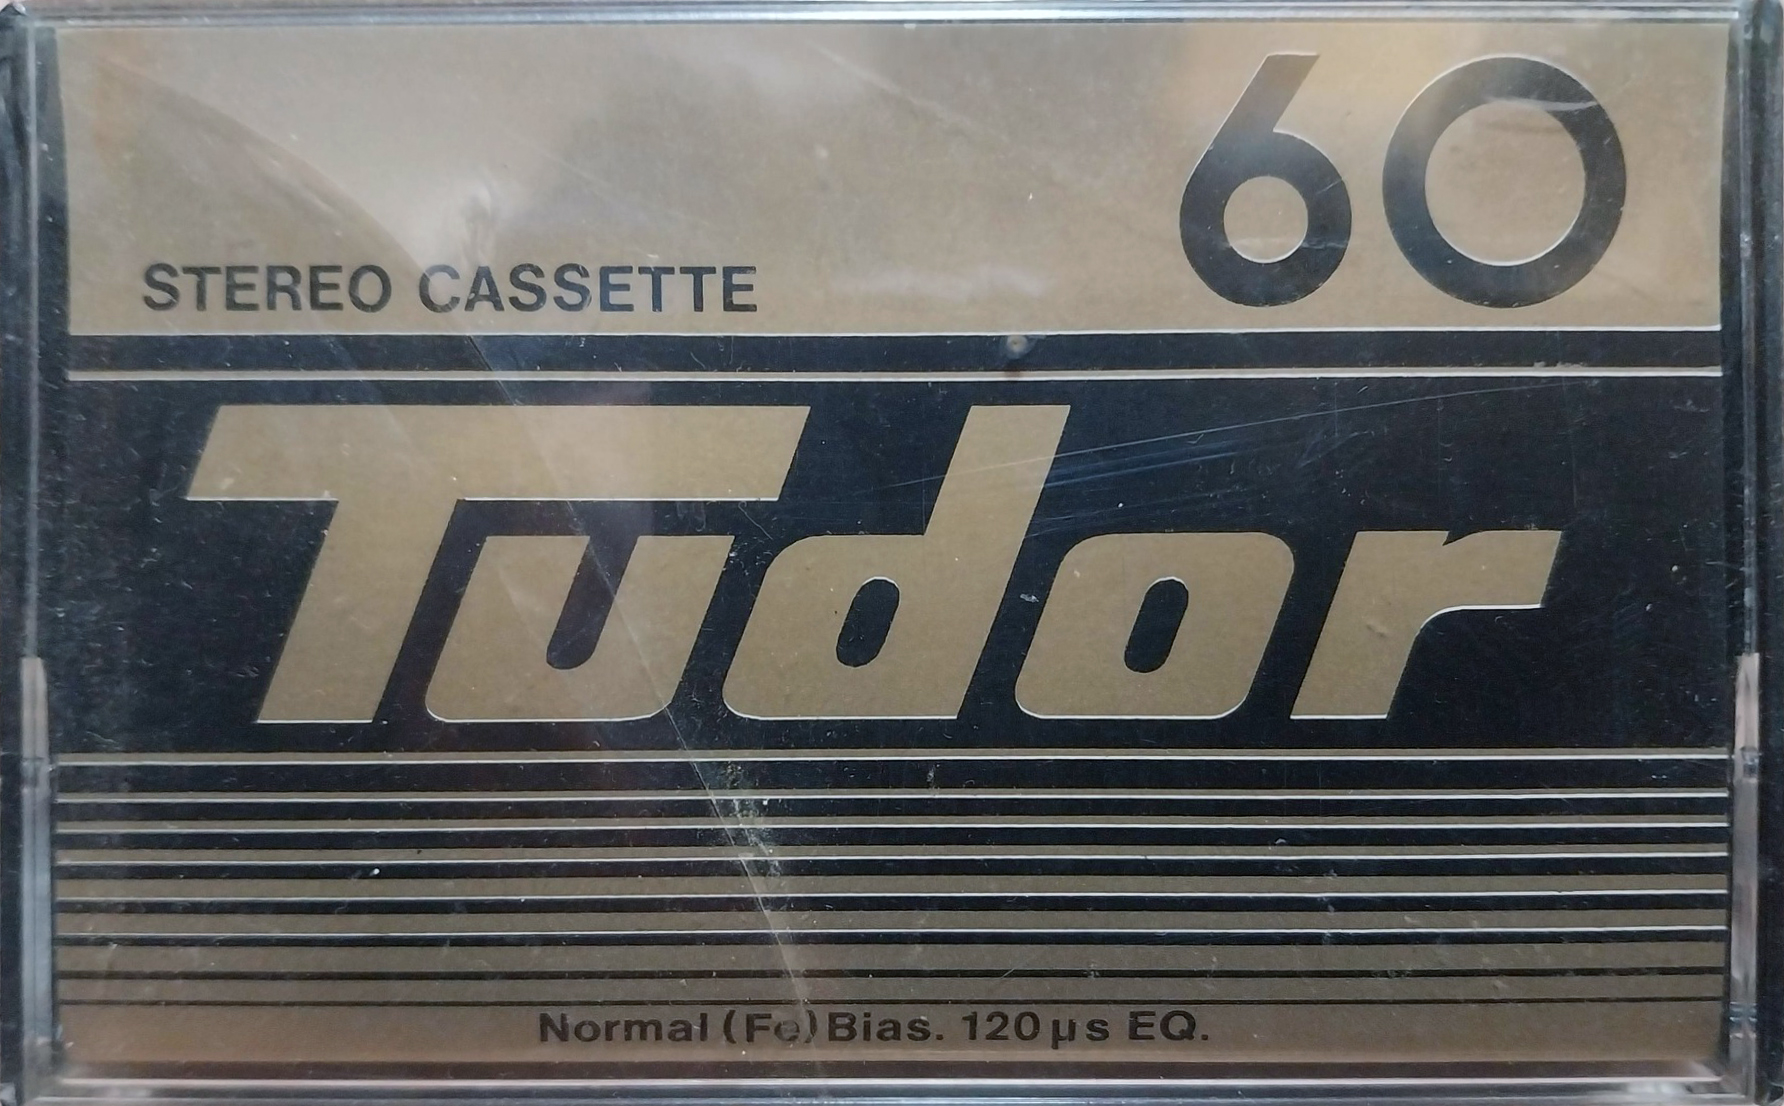 60
STEREO CASSETTE
Tudor
Normal (Fe) Bias. 120 µs EQ.